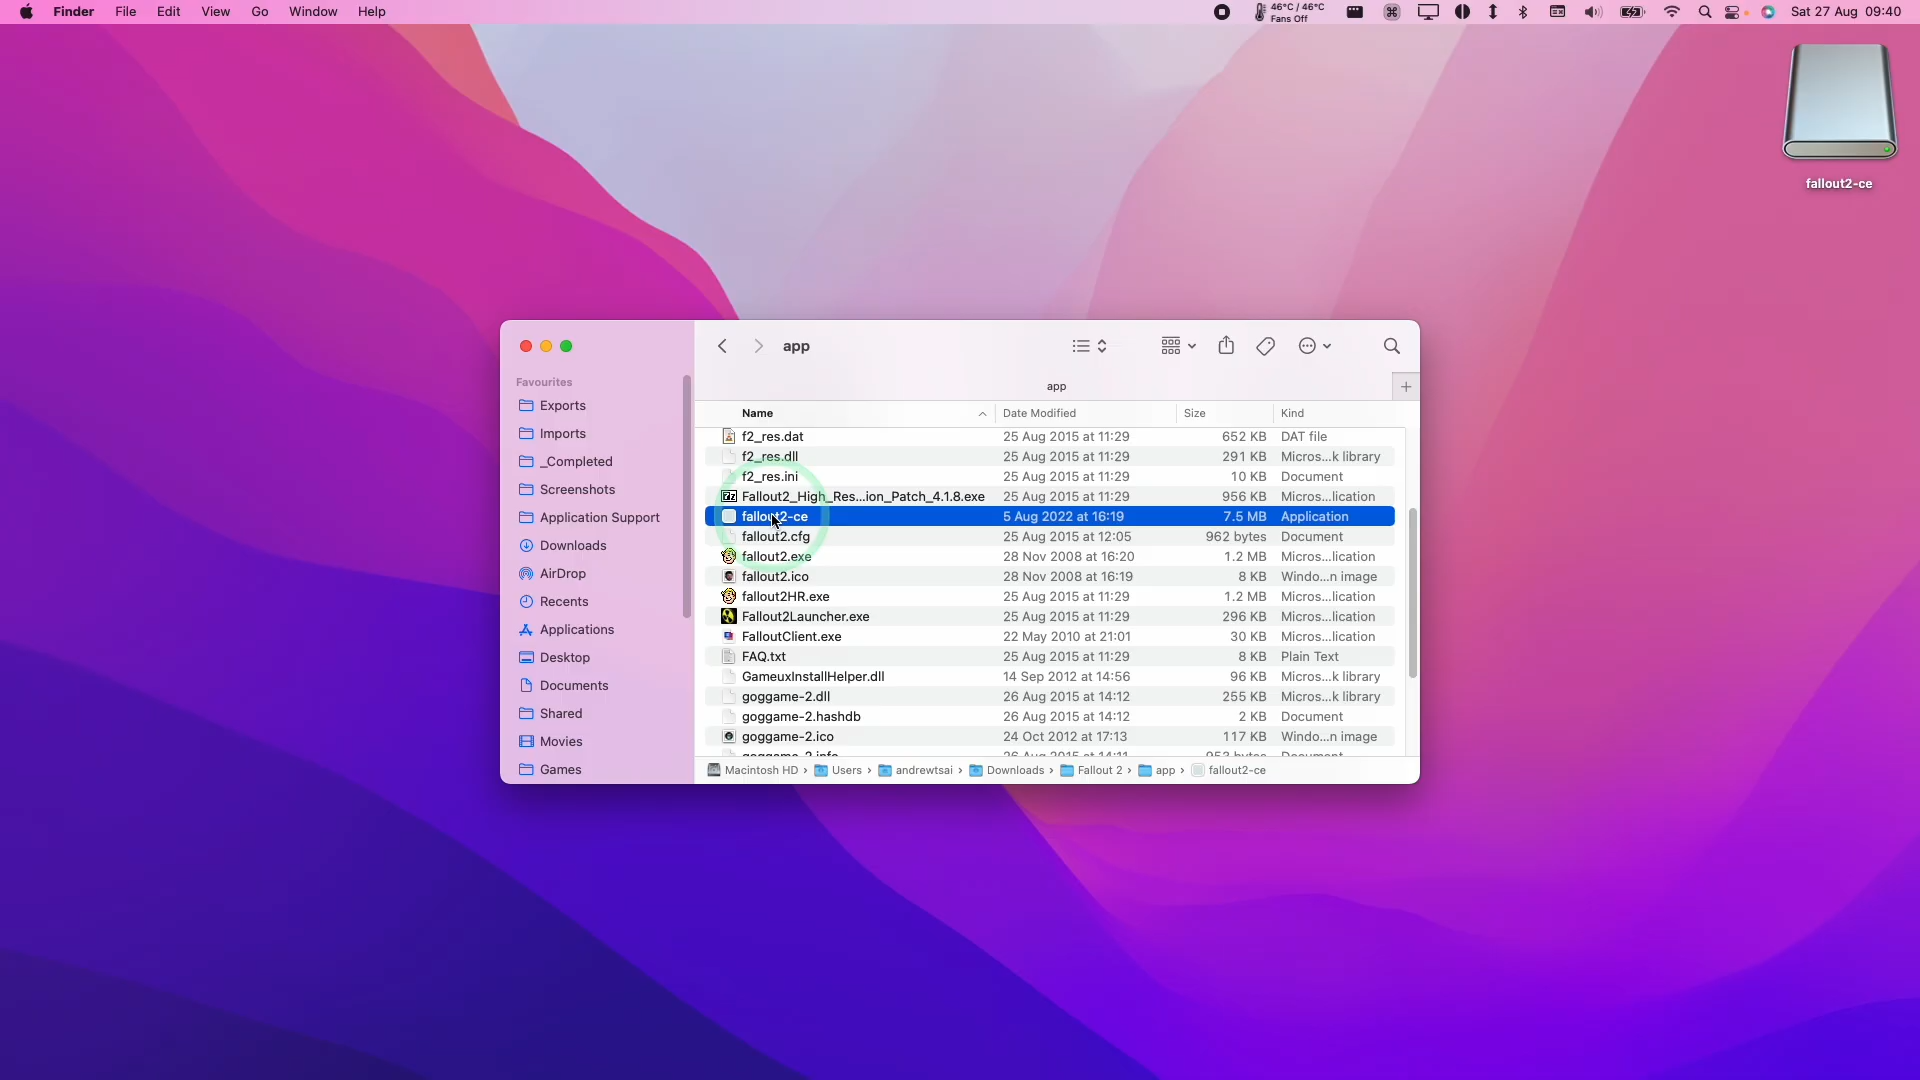 Finder File Edit View Go Window Help 46°C / 46°C Fans Off Sat 27 Aug 09:40
fallout2-ce
app
app
Favourites
Exports
Imports
_Completed
Screenshots
Application Support
Downloads
AirDrop
Recents
Applications
Desktop
Documents
Shared
Movies
Games
Name Date Modified Size Kind
f2_res.dat 25 Aug 2015 at 11:29 652 KB DAT file
f2_res.dll 25 Aug 2015 at 11:29 291 KB Micros...k library
f2_res.ini 25 Aug 2015 at 11:29 10 KB Document
Fallout2_High_Res...ion_Patch_4.1.8.exe 25 Aug 2015 at 11:29 956 KB Micros...lication
fallout2-ce 5 Aug 2022 at 16:19 7.5 MB Application
fallout2.cfg 25 Aug 2015 at 12:05 962 bytes Document
fallout2.exe 28 Nov 2008 at 16:20 1.2 MB Micros...lication
fallout2.ico 28 Nov 2008 at 16:19 8 KB Windo...n image
fallout2HR.exe 25 Aug 2015 at 11:29 1.2 MB Micros...lication
Fallout2Launcher.exe 25 Aug 2015 at 11:29 296 KB Micros...lication
FalloutClient.exe 22 May 2010 at 21:01 30 KB Micros...lication
FAQ.txt 25 Aug 2015 at 11:29 8 KB Plain Text
GameuxInstallHelper.dll 14 Sep 2012 at 14:56 96 KB Micros...k library
goggame-2.dll 26 Aug 2015 at 14:12 255 KB Micros...k library
goggame-2.hashdb 26 Aug 2015 at 14:12 2 KB Document
goggame-2.ico 24 Oct 2012 at 17:13 117 KB Windo...n image
goggame-2.info 26 Aug 2015 at 14:11 953 bytes Document
Macintosh HD › Users › andrewtsai › Downloads › Fallout 2 › app › fallout2-ce